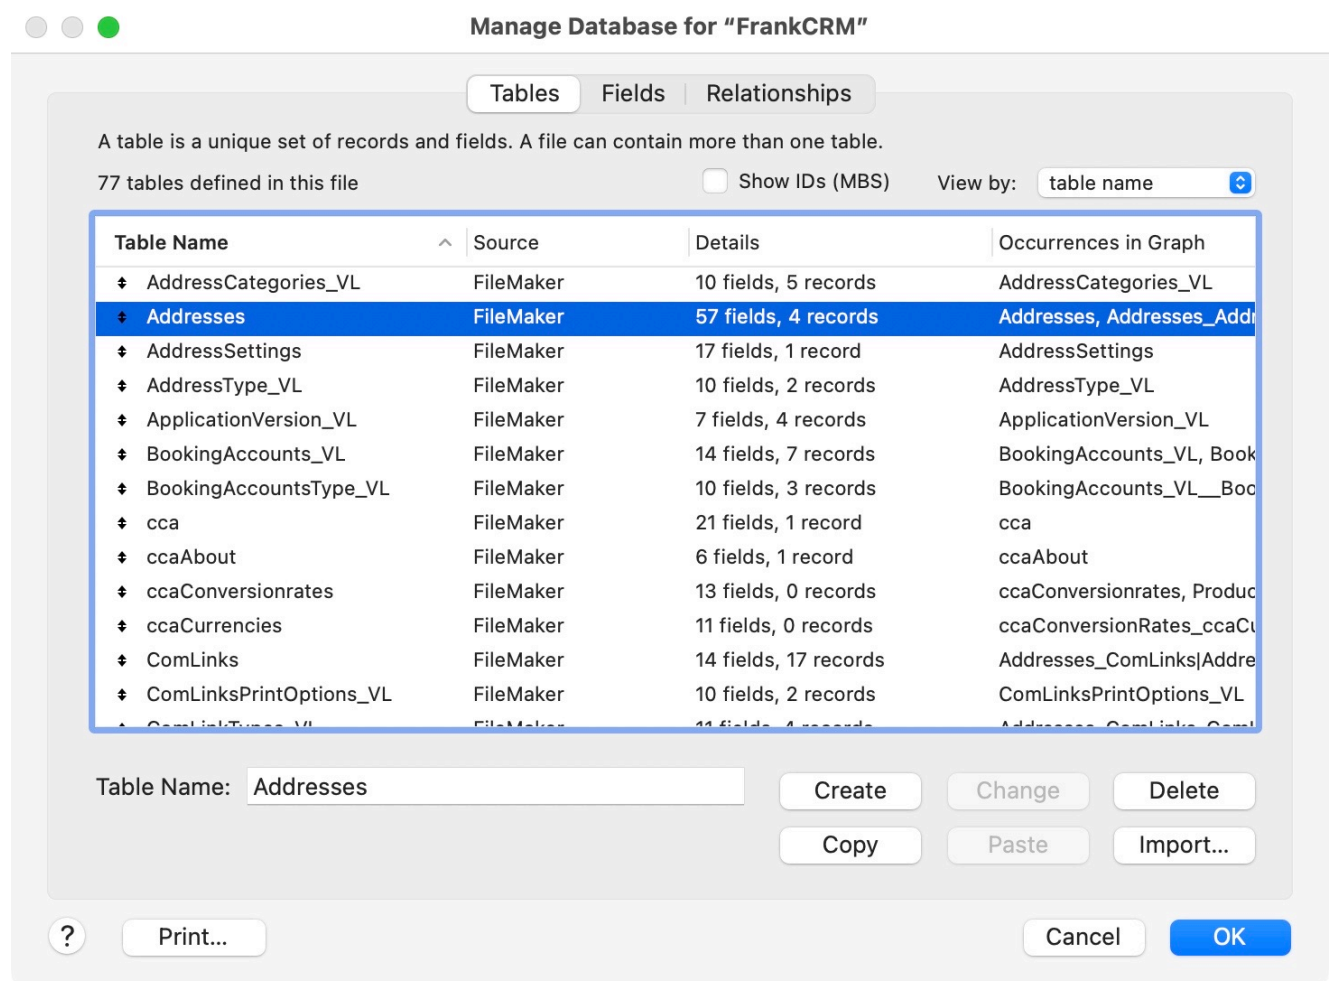 Manage Database for “FrankCRM”
Tables Fields Relationships
A table is a unique set of records and fields. A file can contain more than one table.
77 tables defined in this file Show IDs (MBS) View by: table name
Table Name Source Details Occurrences in Graph
AddressCategories_VL FileMaker 10 fields, 5 records AddressCategories_VL
Addresses FileMaker 57 fields, 4 records Addresses, Addresses_Addr
AddressSettings FileMaker 17 fields, 1 record AddressSettings
AddressType_VL FileMaker 10 fields, 2 records AddressType_VL
ApplicationVersion_VL FileMaker 7 fields, 4 records ApplicationVersion_VL
BookingAccounts_VL FileMaker 14 fields, 7 records BookingAccounts_VL, Book
BookingAccountsType_VL FileMaker 10 fields, 3 records BookingAccounts_VL__Boo
cca FileMaker 21 fields, 1 record cca
ccaAbout FileMaker 6 fields, 1 record ccaAbout
ccaConversionrates FileMaker 13 fields, 0 records ccaConversionrates, Produc
ccaCurrencies FileMaker 11 fields, 0 records ccaConversionRates_ccaCu
ComLinks FileMaker 14 fields, 17 records Addresses_ComLinks|Addre
ComLinksPrintOptions_VL FileMaker 10 fields, 2 records ComLinksPrintOptions_VL
ComLinkTypes_VL FileMaker 11 fields, 4 records Addresses_ComLinks_ComL
Table Name: Addresses
Create Change Delete
Copy Paste Import...
? Print... Cancel OK